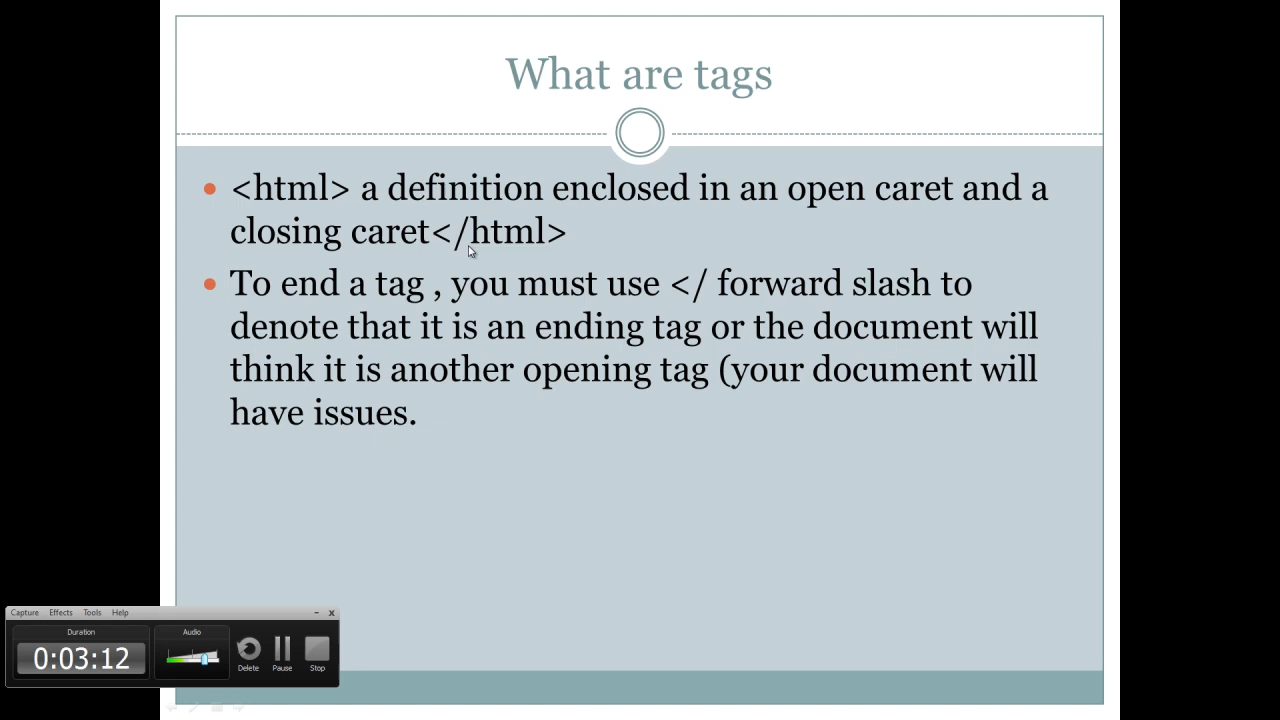 What are tags
<html> a definition enclosed in an open caret and a
closing caret</html>
To end a tag , you must use </ forward slash to
denote that it is an ending tag or the document will
think it is another opening tag (your document will
have issues.
Capture Effects Tools Help
Duration
Audio
0:03:12
Delete Pause Stop